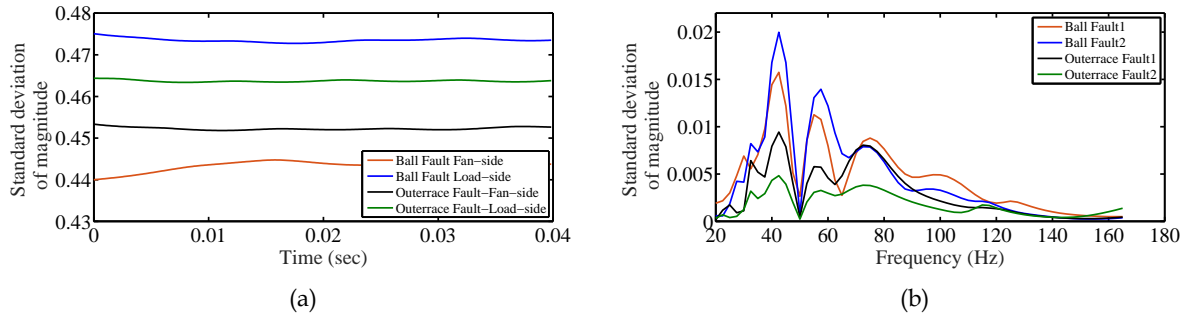 0.48
0.47
0.46
0.45
0.44
0.43
Standard deviation
of magnitude
Ball Fault Fan−side
Ball Fault Load−side
Outerrace Fault−Fan−side
Outerrace Fault−Load−side
0 0.01 0.02 0.03 0.04
Time (sec)
(a)
0.02
0.015
0.01
0.005
0
Standard deviation
of magnitude
Ball Fault1
Ball Fault2
Outerrace Fault1
Outerrace Fault2
20 40 60 80 100 120 140 160 180
Frequency (Hz)
(b)